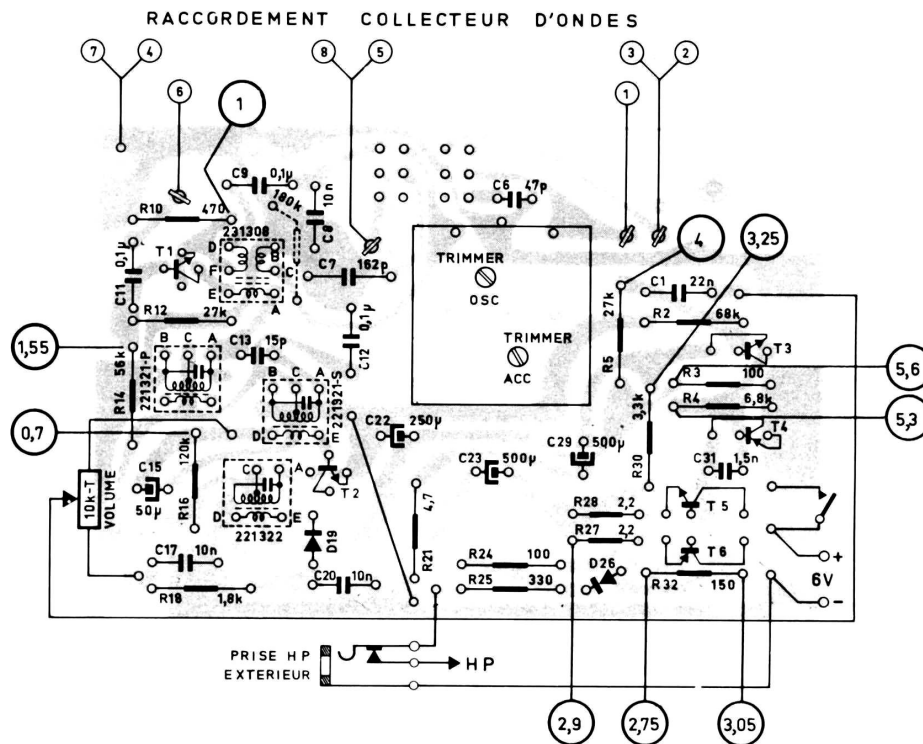 RACCORDEMENT COLLECTEUR D'ONDES
7 4 8 5 3 2
6 1 1
C9 0,1µ 180k 10n C8 C6 47p
R10 470
231308
D B F C E A
T1 0,1µ C11
C7 162p
TRIMMER
OSC
TRIMMER
ACC
4 3,25
27k R5
C1 22n
R2 68k
R12 27k
0,1µ C12
1,55
B C A
C13 15p
56k R14
221321-P
B C A
221321-S
D E
T3
R3 100
5,6
R4 6,8k
5,3
T4
3,3k R30
0,7
120k R16
C22 250µ
C23 500µ
C29 500µ
C31 1,5n
10k-T
VOLUME
C15
50µ
C A
D E
221322
T2
4,7 R21
R28 2,2
R27 2,2
T5
T6
D19
C17 10n
R18 1,8k
C20 10n
R24 100
R25 330
D26
R32 150
+
6V
-
PRISE HP
EXTERIEUR
HP
2,9 2,75 3,05